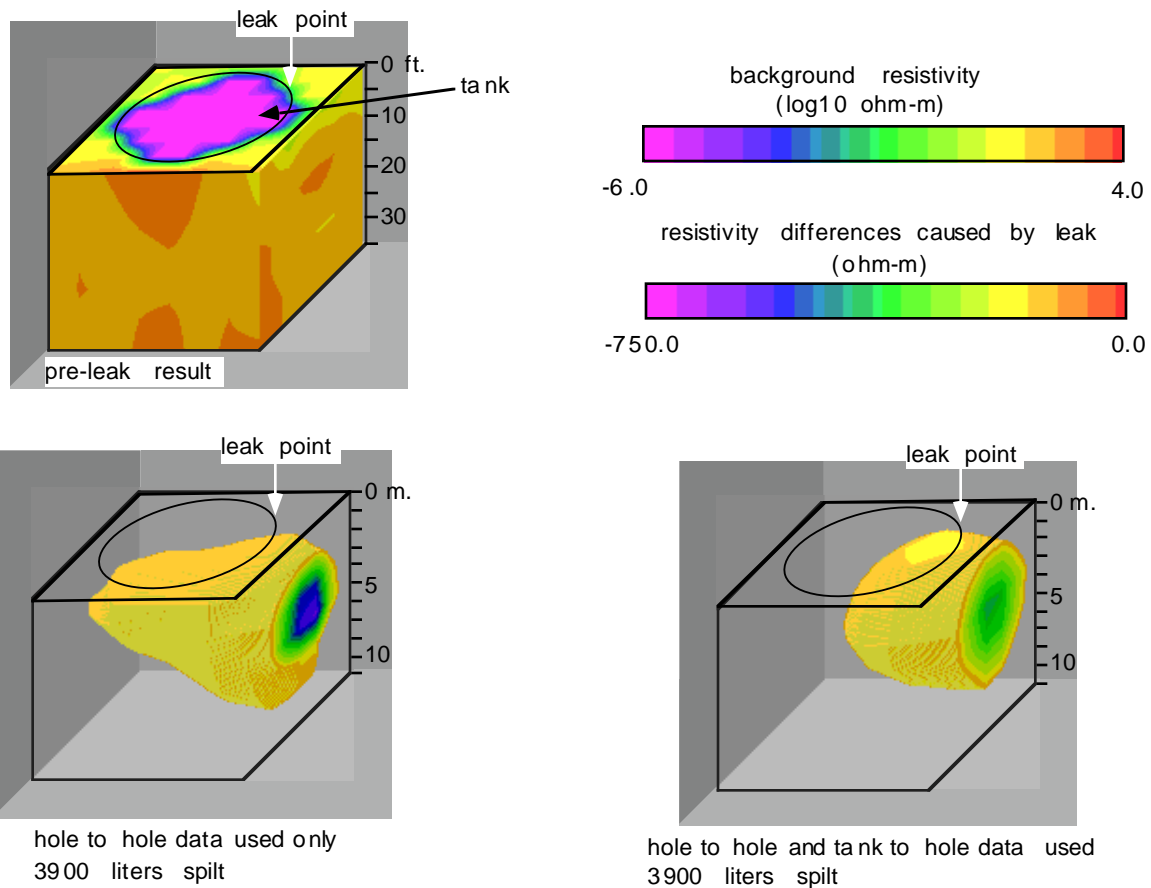 leak point
0 ft.
tank
10
20
30
pre-leak result
background resistivity
(log10 ohm-m)
-6.0 4.0
resistivity differences caused by leak
(ohm-m)
-750.0 0.0
leak point
0 m.
5
10
hole to hole data used only
3900 liters spilt
leak point
0 m.
5
10
hole to hole and tank to hole data used
3900 liters spilt